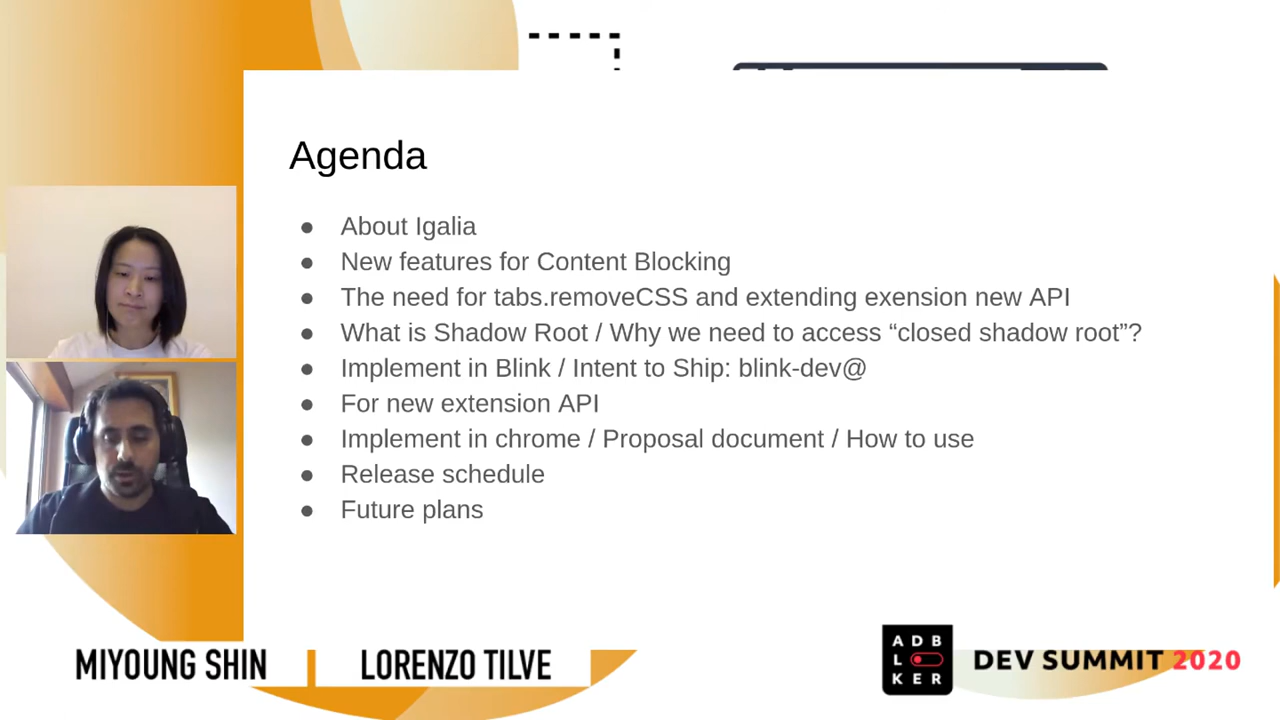 Agenda
● About Igalia
● New features for Content Blocking
● The need for tabs.removeCSS and extending exension new API
● What is Shadow Root / Why we need to access “closed shadow root”?
● Implement in Blink / Intent to Ship: blink-dev@
● For new extension API
● Implement in chrome / Proposal document / How to use
● Release schedule
● Future plans
MIYOUNG SHIN
LORENZO TILVE
ADB
L KER
DEV SUMMIT 2020